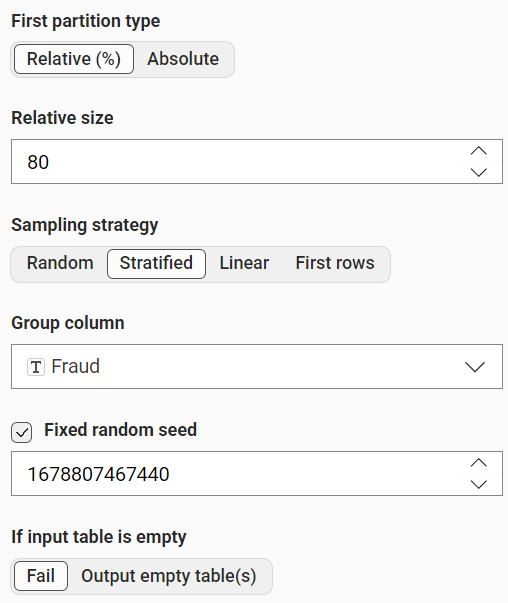 First partition type
Relative (%) Absolute
Relative size
80
Sampling strategy
Random Stratified Linear First rows
Group column
T Fraud
Fixed random seed
1678807467440
If input table is empty
Fail Output empty table(s)